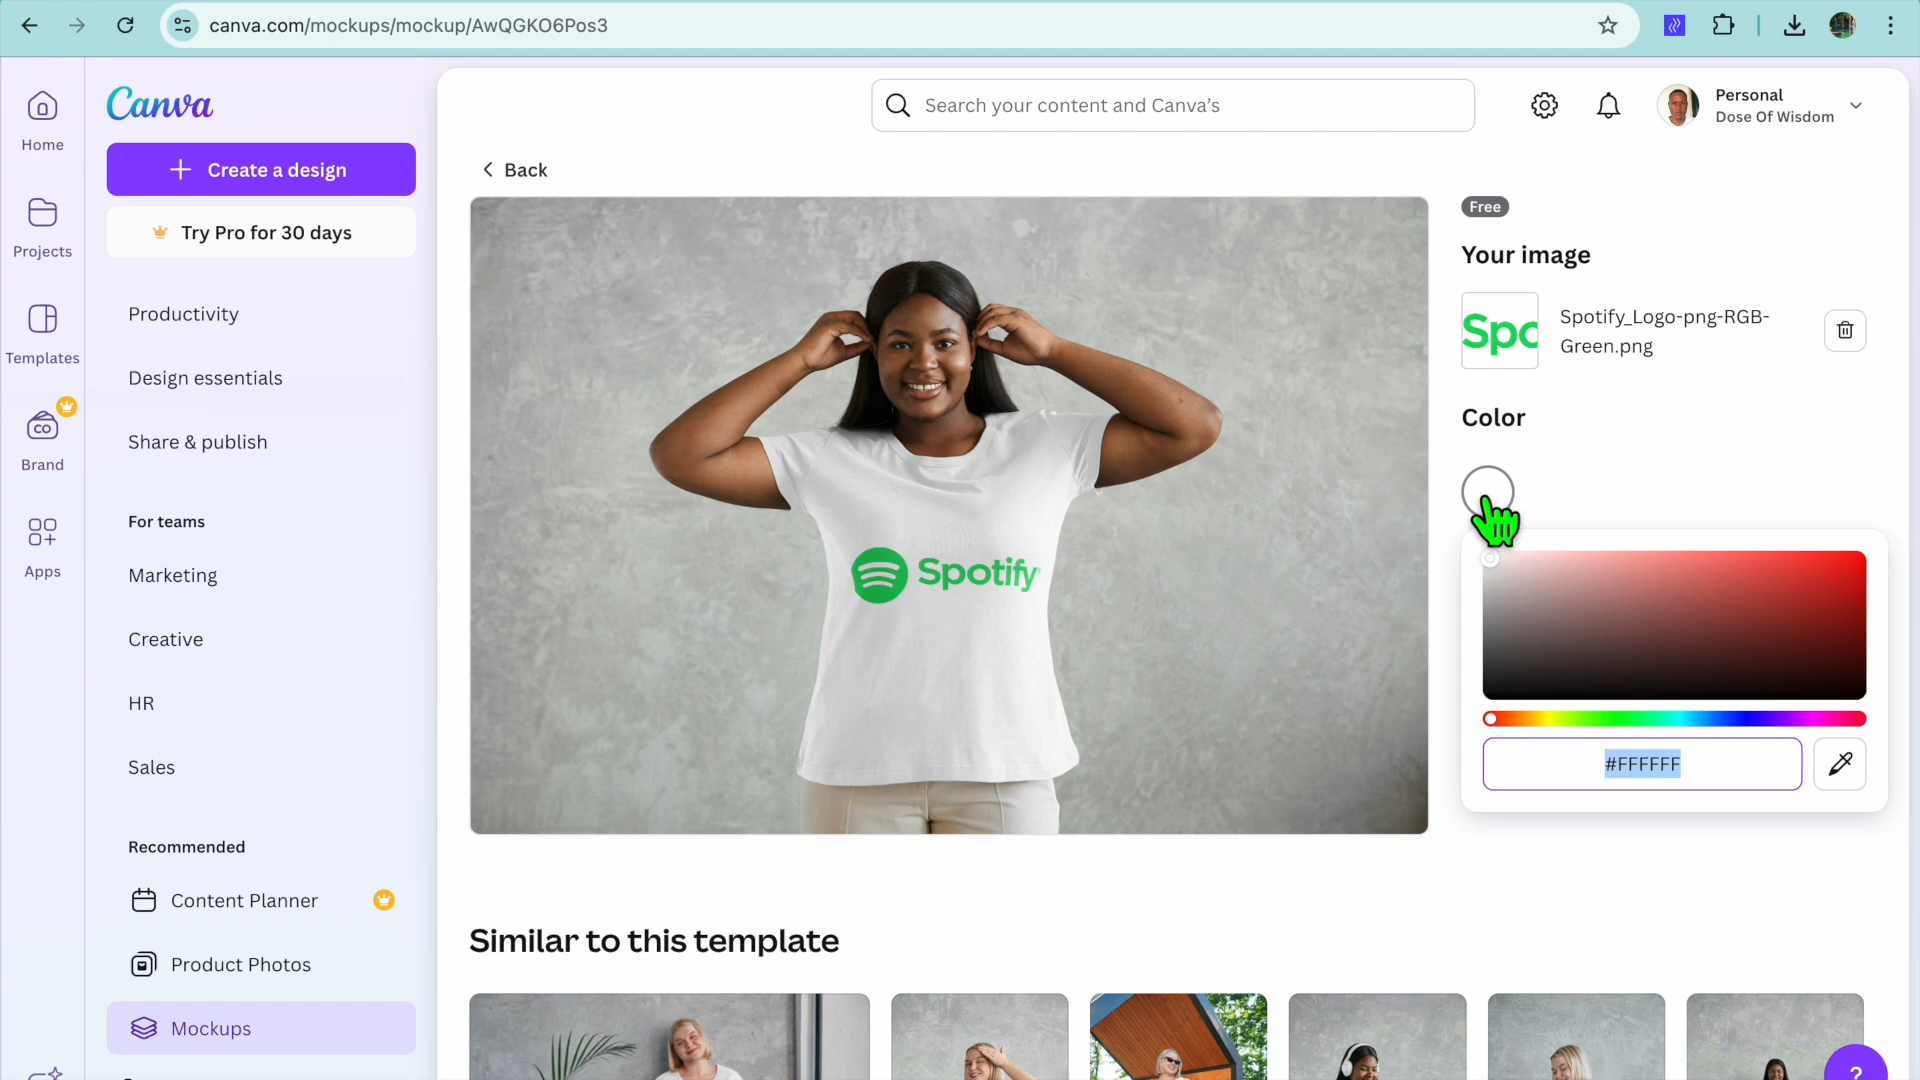 canva.com/mockups/mockup/AwQGKO6Pos3
Home
Projects
Templates
CO
Brand
Apps
Canva
Create a design
Try Pro for 30 days
Productivity
Design essentials
Share & publish
For teams
Marketing
Creative
HR
Sales
Recommended
Content Planner
Product Photos
Mockups
Search your content and Canva's
Personal
Dose Of Wisdom
Back
Spotify
Free
Your image
Spo
Spotify_Logo-png-RGB-
Green.png
Color
#FFFFFF
Similar to this template
?